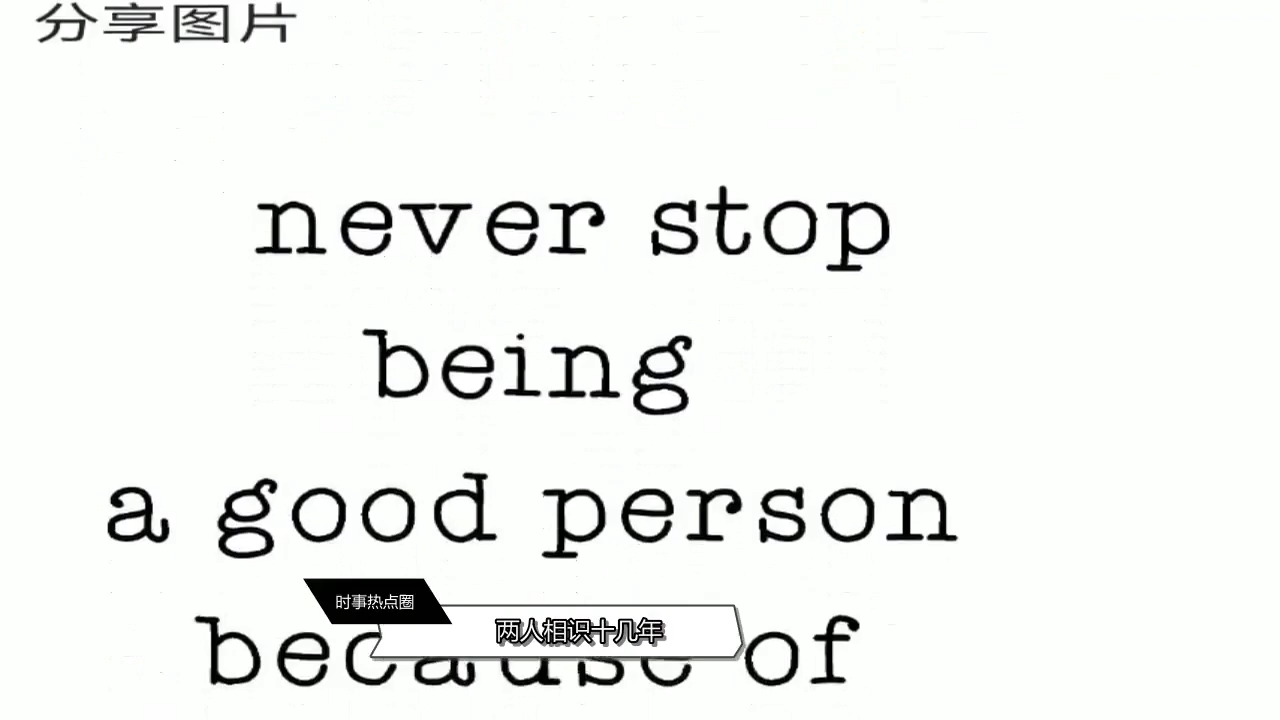 分享图片
never stop
being
a good person
because of
时事热点圈
两人相识十几年